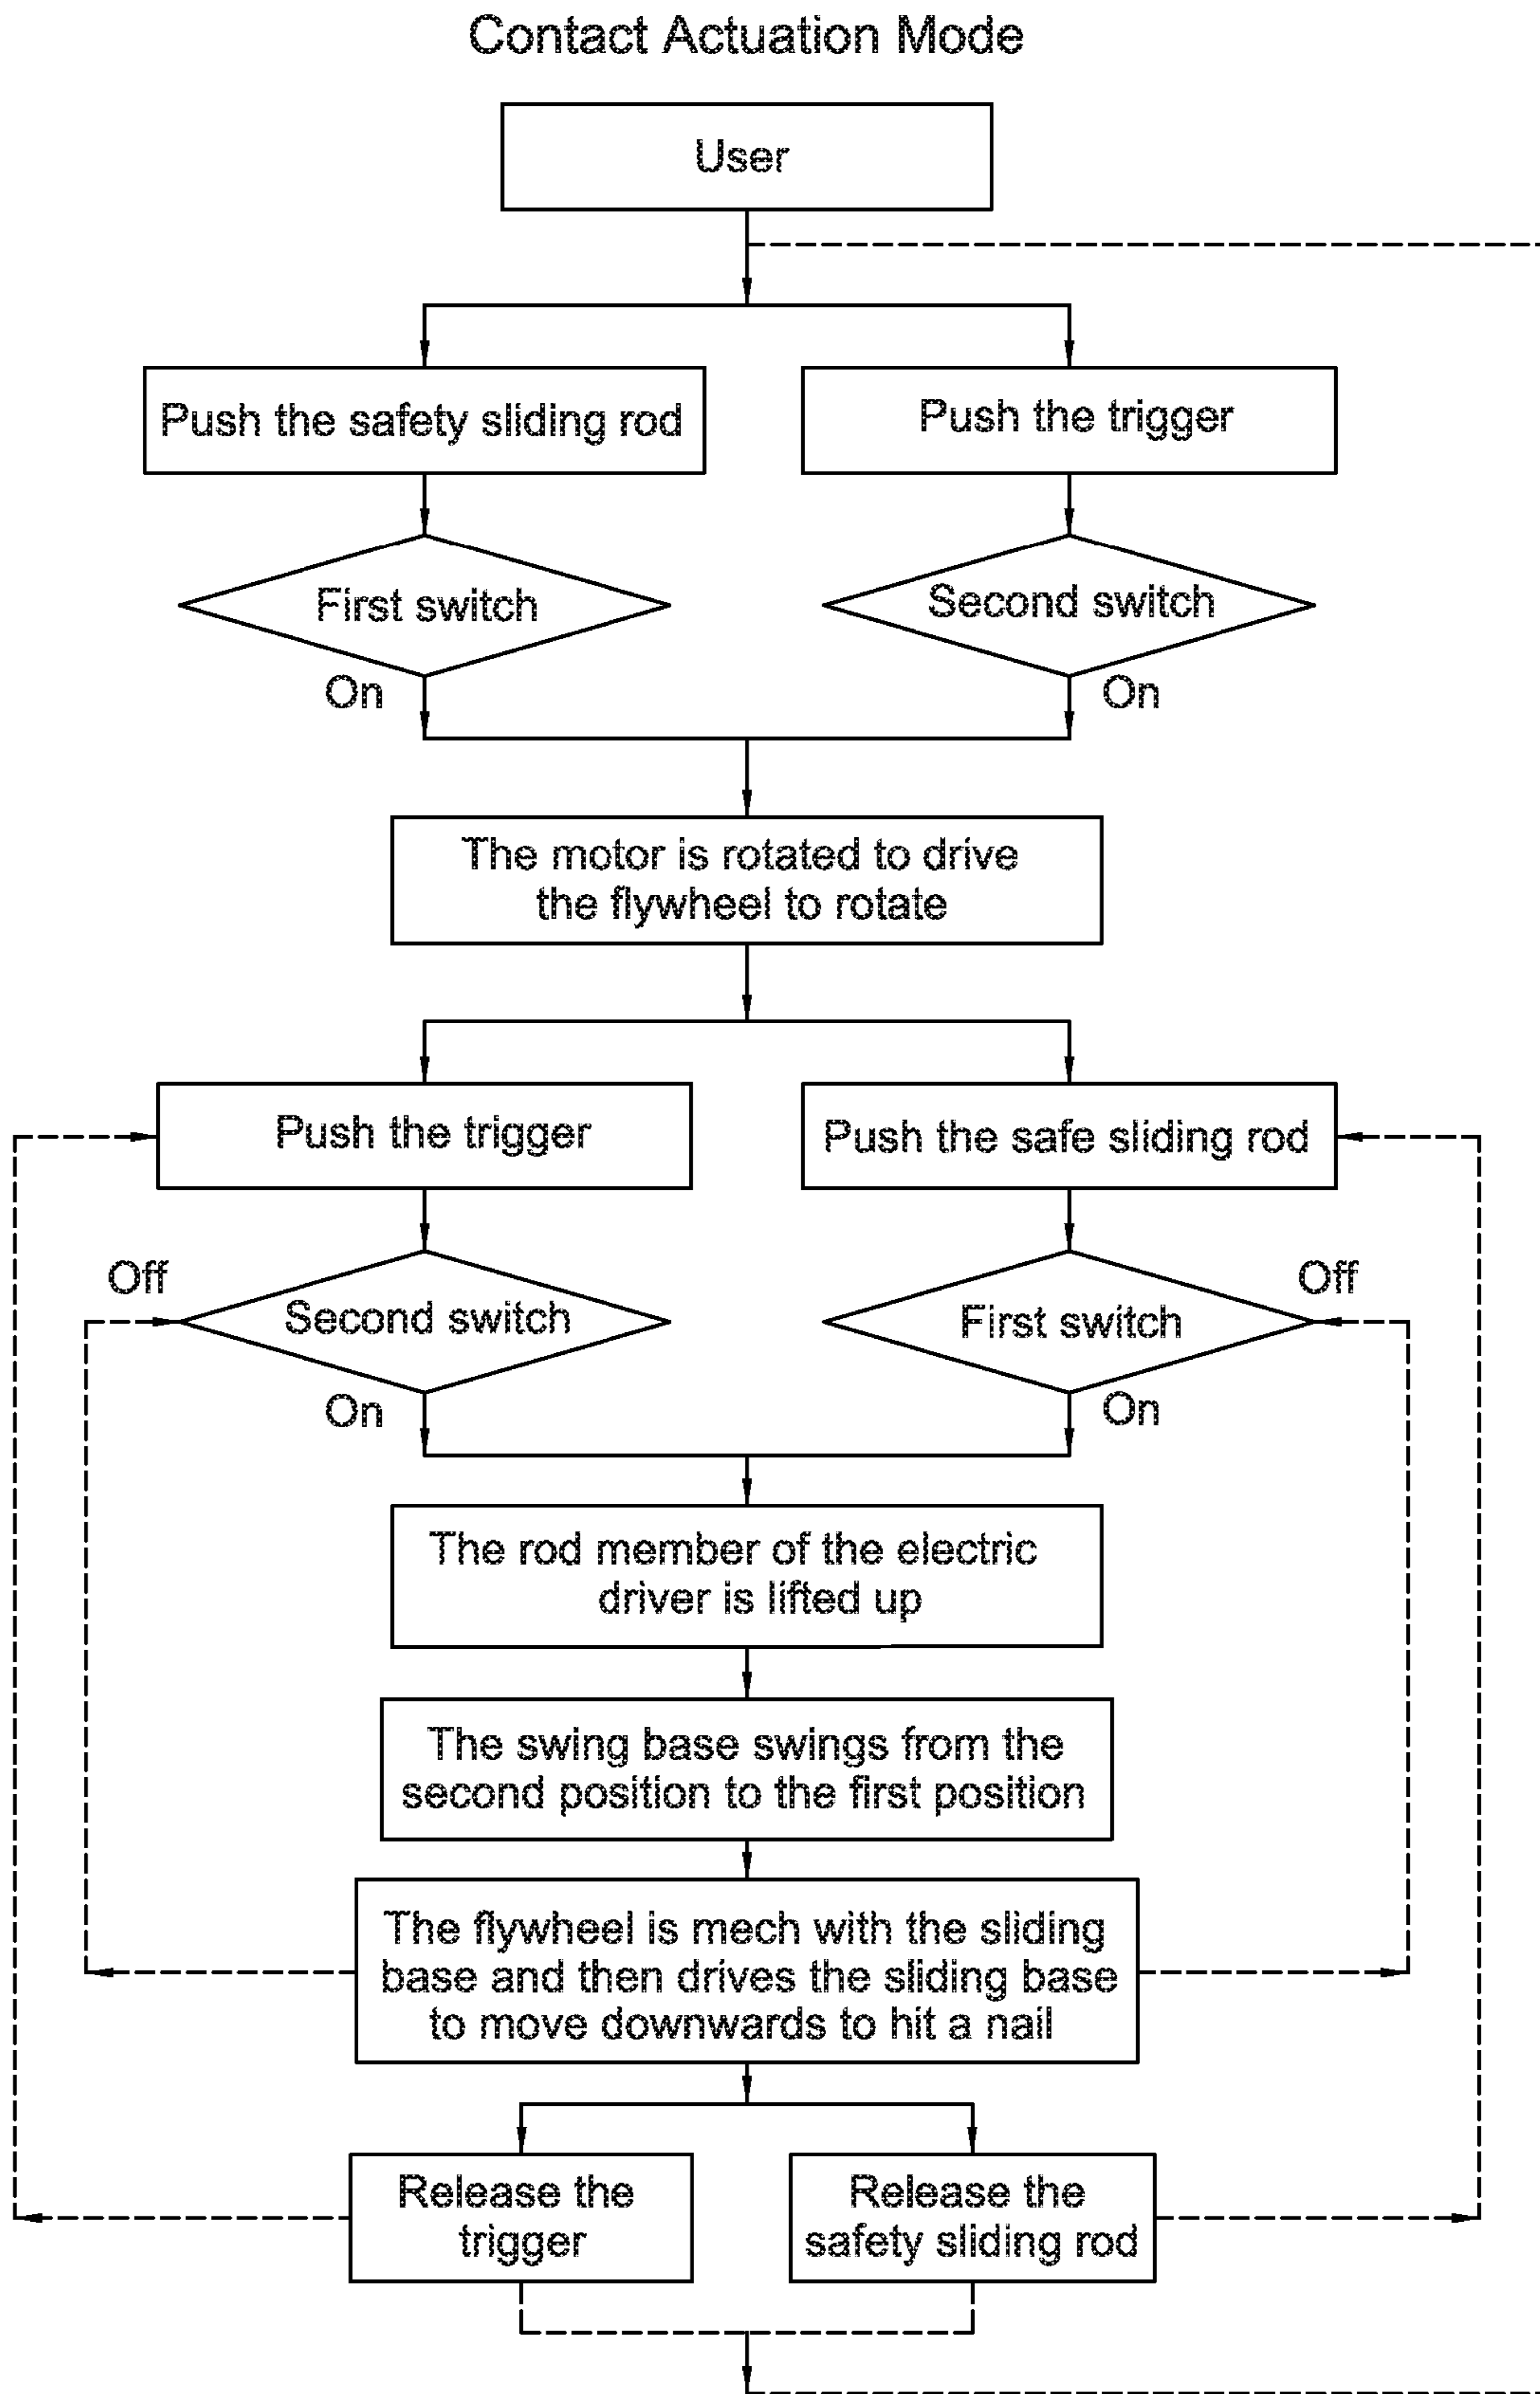 Contact Actuation Mode
User
Push the safety sliding rod
Push the trigger
First switch
Second switch
On
On
The motor is rotated to drive
the flywheel to rotate
Push the trigger
Push the safe sliding rod
Off
Off
Second switch
First switch
On
On
The rod member of the electric
driver is lifted up
The swing base swings from the
second position to the first position
The flywheel is mech with the sliding
base and then drives the sliding base
to move downwards to hit a nail
Release the
trigger
Release the
safety sliding rod